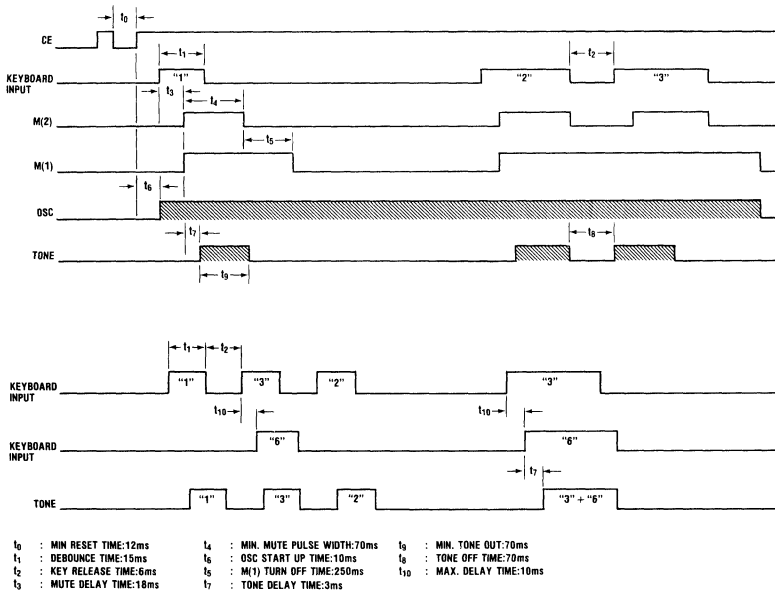 t0
CE
t1
t2
KEYBOARD
INPUT
"1"
"2"
"3"
t3
t4
M(2)
t5
M(1)
t6
OSC
t7
t8
TONE
t9
t1
t2
KEYBOARD
INPUT
"1"
"3"
"2"
"3"
t10
t10
KEYBOARD
INPUT
"6"
"6"
t7
TONE
"1"
"3"
"2"
"3" + "6"
t0 : MIN RESET TIME:12ms
t1 : DEBOUNCE TIME:15ms
t2 : KEY RELEASE TIME:6ms
t3 : MUTE DELAY TIME:18ms
t4 : MIN. MUTE PULSE WIDTH:70ms
t6 : OSC START UP TIME:10ms
t5 : M(1) TURN OFF TIME:250ms
t7 : TONE DELAY TIME:3ms
t9 : MIN. TONE OUT:70ms
t8 : TONE OFF TIME:70ms
t10 : MAX. DELAY TIME:10ms